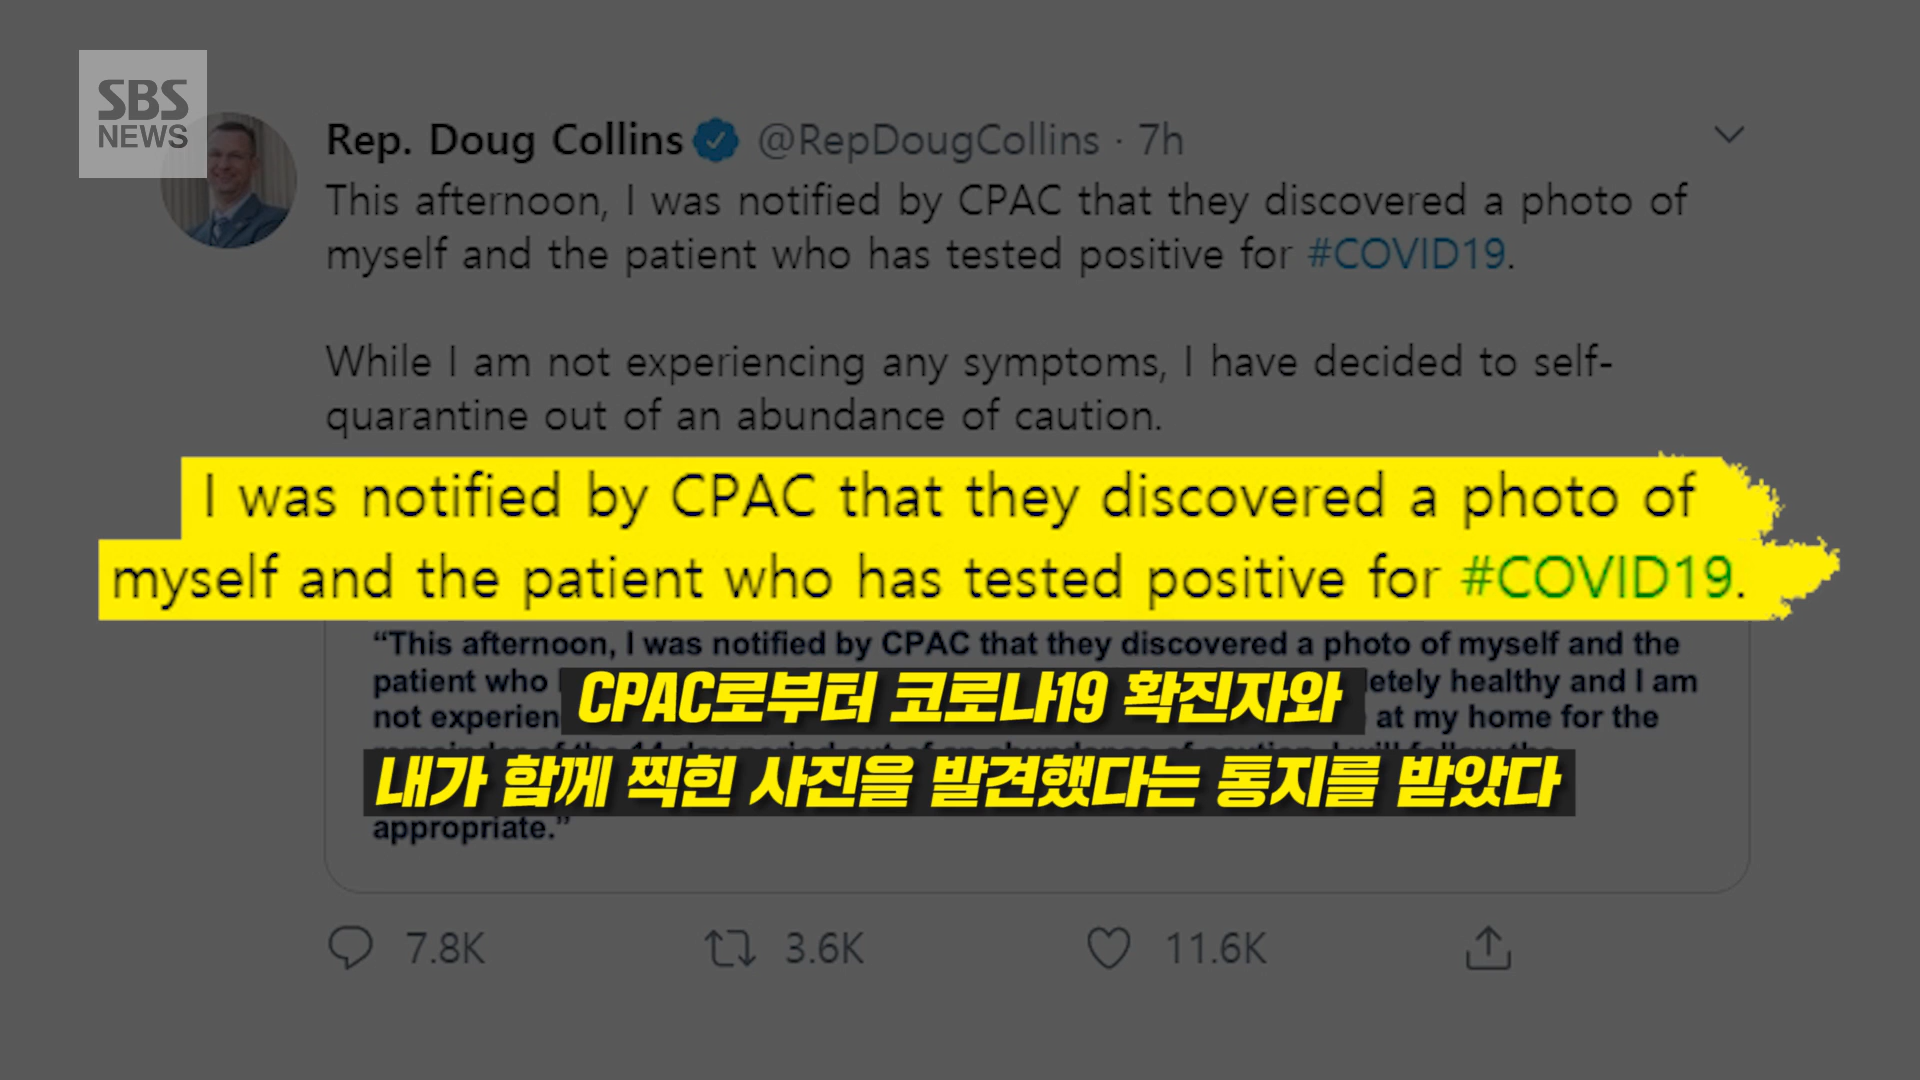 SBS
NEWS
Rep. Doug Collins @RepDougCollins · 7h
This afternoon, I was notified by CPAC that they discovered a photo of
myself and the patient who has tested positive for #COVID19.
While I am not experiencing any symptoms, I have decided to self-
quarantine out of an abundance of caution.
I was notified by CPAC that they discovered a photo of
myself and the patient who has tested positive for #COVID19.
“This afternoon, I was notified by CPAC that they discovered a photo of myself and the
patient who etely healthy and I am
CPAC로부터 코로나19 확진자와
not experien at my home for the
내가 함께 찍힌 사진을 발견했다는 통지를 받았다
appropriate.”
7.8K 3.6K 11.6K